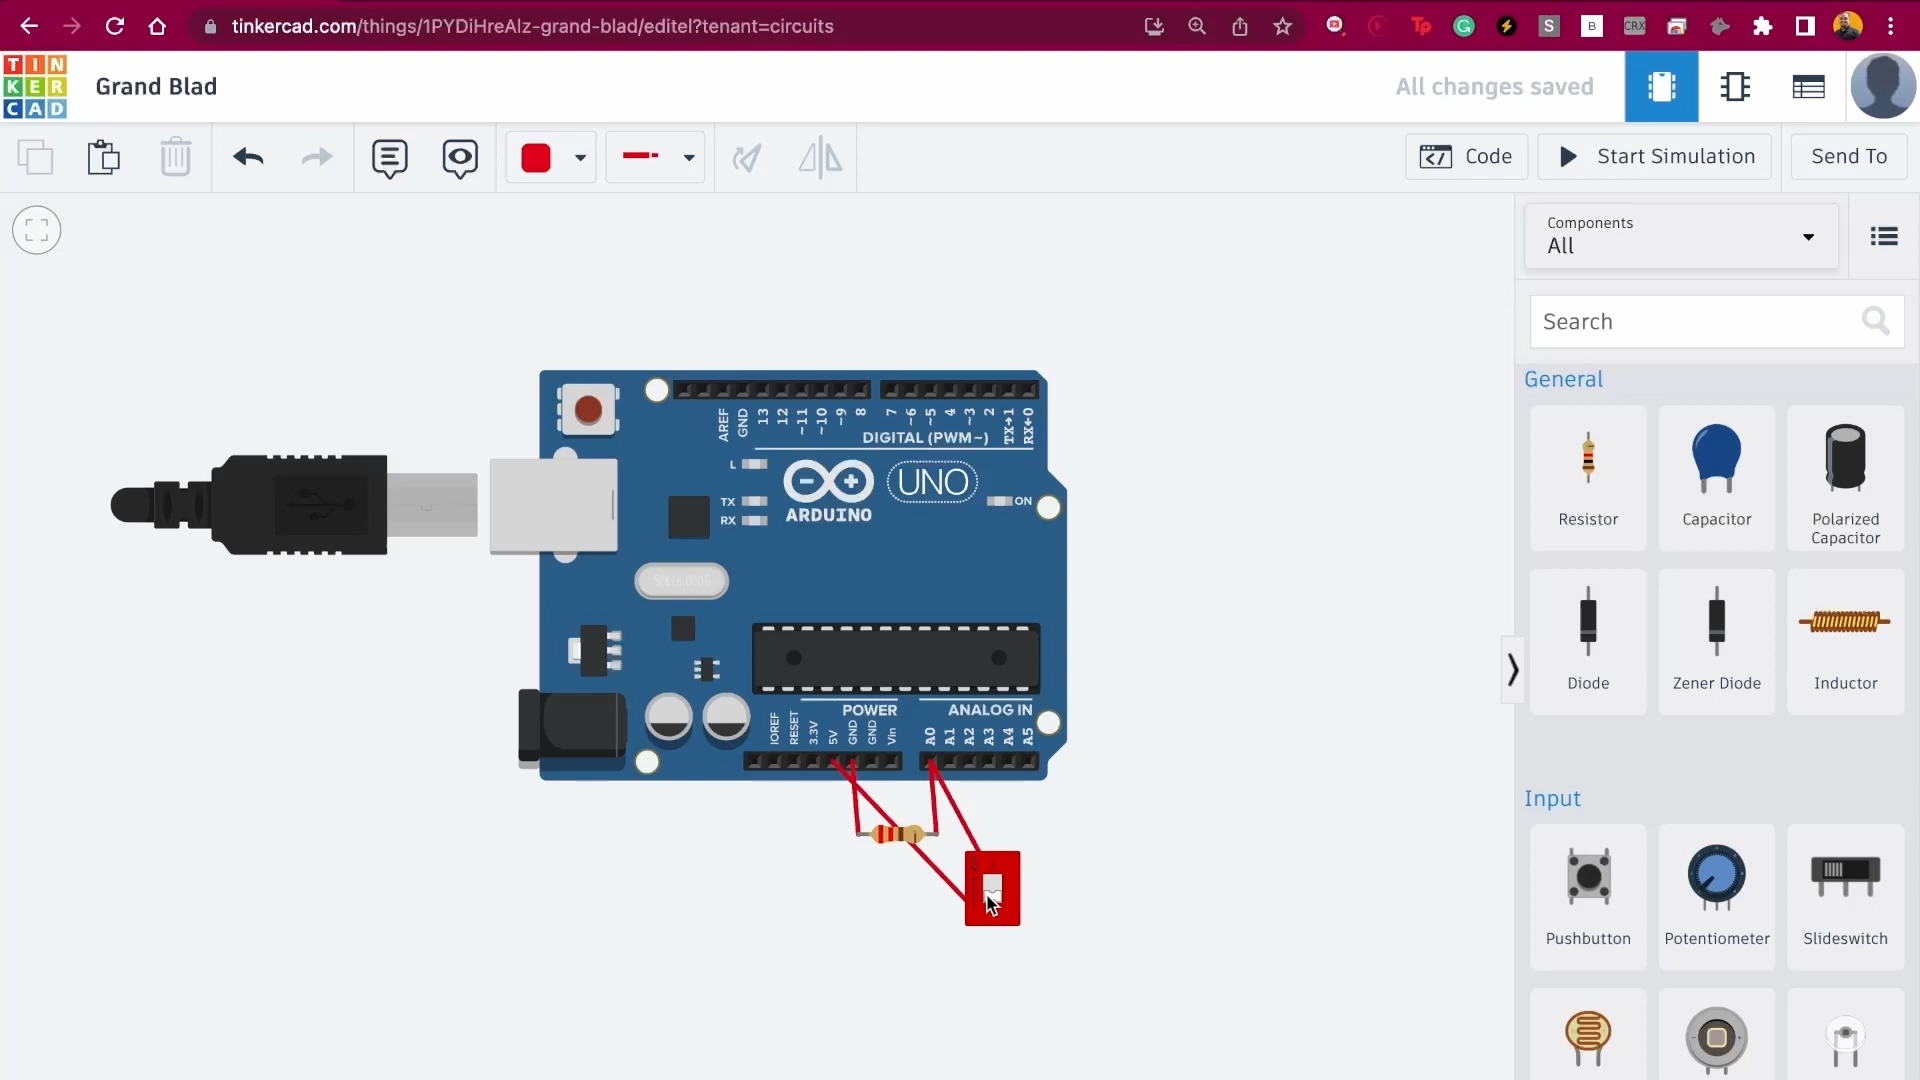 tinkercad.com/things/1PYDiHreAlz-grand-blad/editel?tenant=circuits
Tp
S
B
CRX
TIN
KER
CAD
Grand Blad
All changes saved
Code
Start Simulation
Send To
Components
All
Search
General
Resistor
Capacitor
Polarized
Capacitor
Diode
Zener Diode
Inductor
Input
Pushbutton
Potentiometer
Slideswitch
AREF
GND
13
12
~11
~10
~9
8
7
~6
~5
4
~3
2
TX→1
RX←0
DIGITAL (PWM~)
L
TX
RX
ARDUINO
UNO
ON
POWER
ANALOG IN
IOREF
RESET
3.3V
5V
GND
GND
Vin
A0
A1
A2
A3
A4
A5